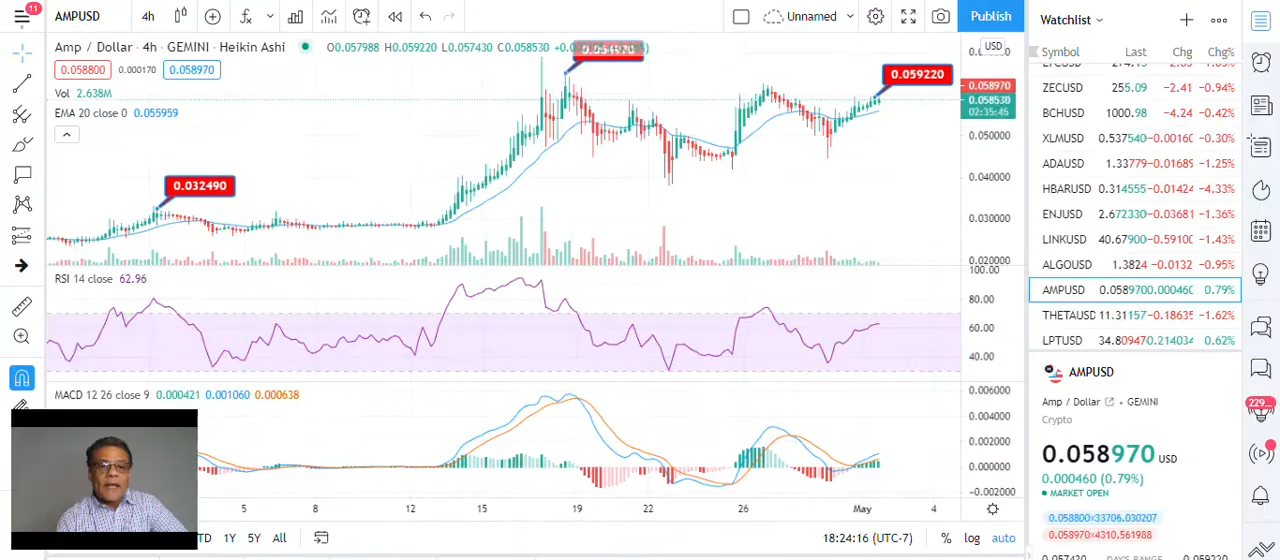 11
AMPUSD
4h
Unnamed
Publish
Amp / Dollar · 4h · GEMINI · Heikin Ashi
O0.057988 H0.059220 L0.057430 C0.058530
0.058800
0.000170
0.058970
Vol 2.638M
EMA 20 close 0 0.055959
0.059220
0.032490
USD
0.058970
0.058530
02:35:45
0.050000
0.040000
0.030000
0.020000
RSI 14 close 62.96
100.00
80.00
60.00
40.00
MACD 12 26 close 9 0.000421 0.001060 0.000638
0.006000
0.004000
0.002000
0.000000
−0.002000
5
8
12
15
19
22
26
May
4
TD
1Y
5Y
All
18:24:16 (UTC-7)
%
log
auto
Watchlist
Symbol Last Chg Chg%
ZECUSD 255.09 −2.41 −0.94%
BCHUSD 1000.98 −4.24 −0.42%
XLMUSD 0.537540 −0.00160 −0.30%
ADAUSD 1.33779 −0.01689 −1.25%
HBARUSD 0.314555 −0.01424 −4.33%
ENJUSD 2.672330 −0.03681 −1.36%
LINKUSD 40.67900 −0.59100 −1.43%
ALGOUSD 1.3824 −0.0132 −0.95%
AMPUSD 0.058970 0.000460 0.79%
THETAUSD 11.31157 −0.18635 −1.62%
LPTUSD 34.80947 0.214034 0.62%
AMPUSD
Amp / Dollar • GEMINI
Crypto
0.058970 USD
0.000460 (0.79%)
MARKET OPEN
0.058800×33706.030207
0.058970×4310.561988
229...